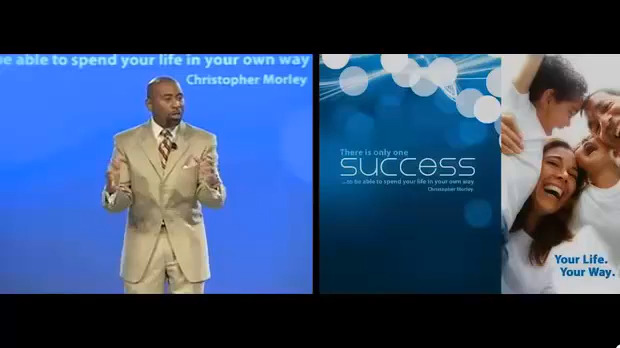 be able to spend your life in your own way
Christopher Morley
There is only one
success
...to be able to spend your life in your own way
Christopher Morley
Your Life.
Your Way.